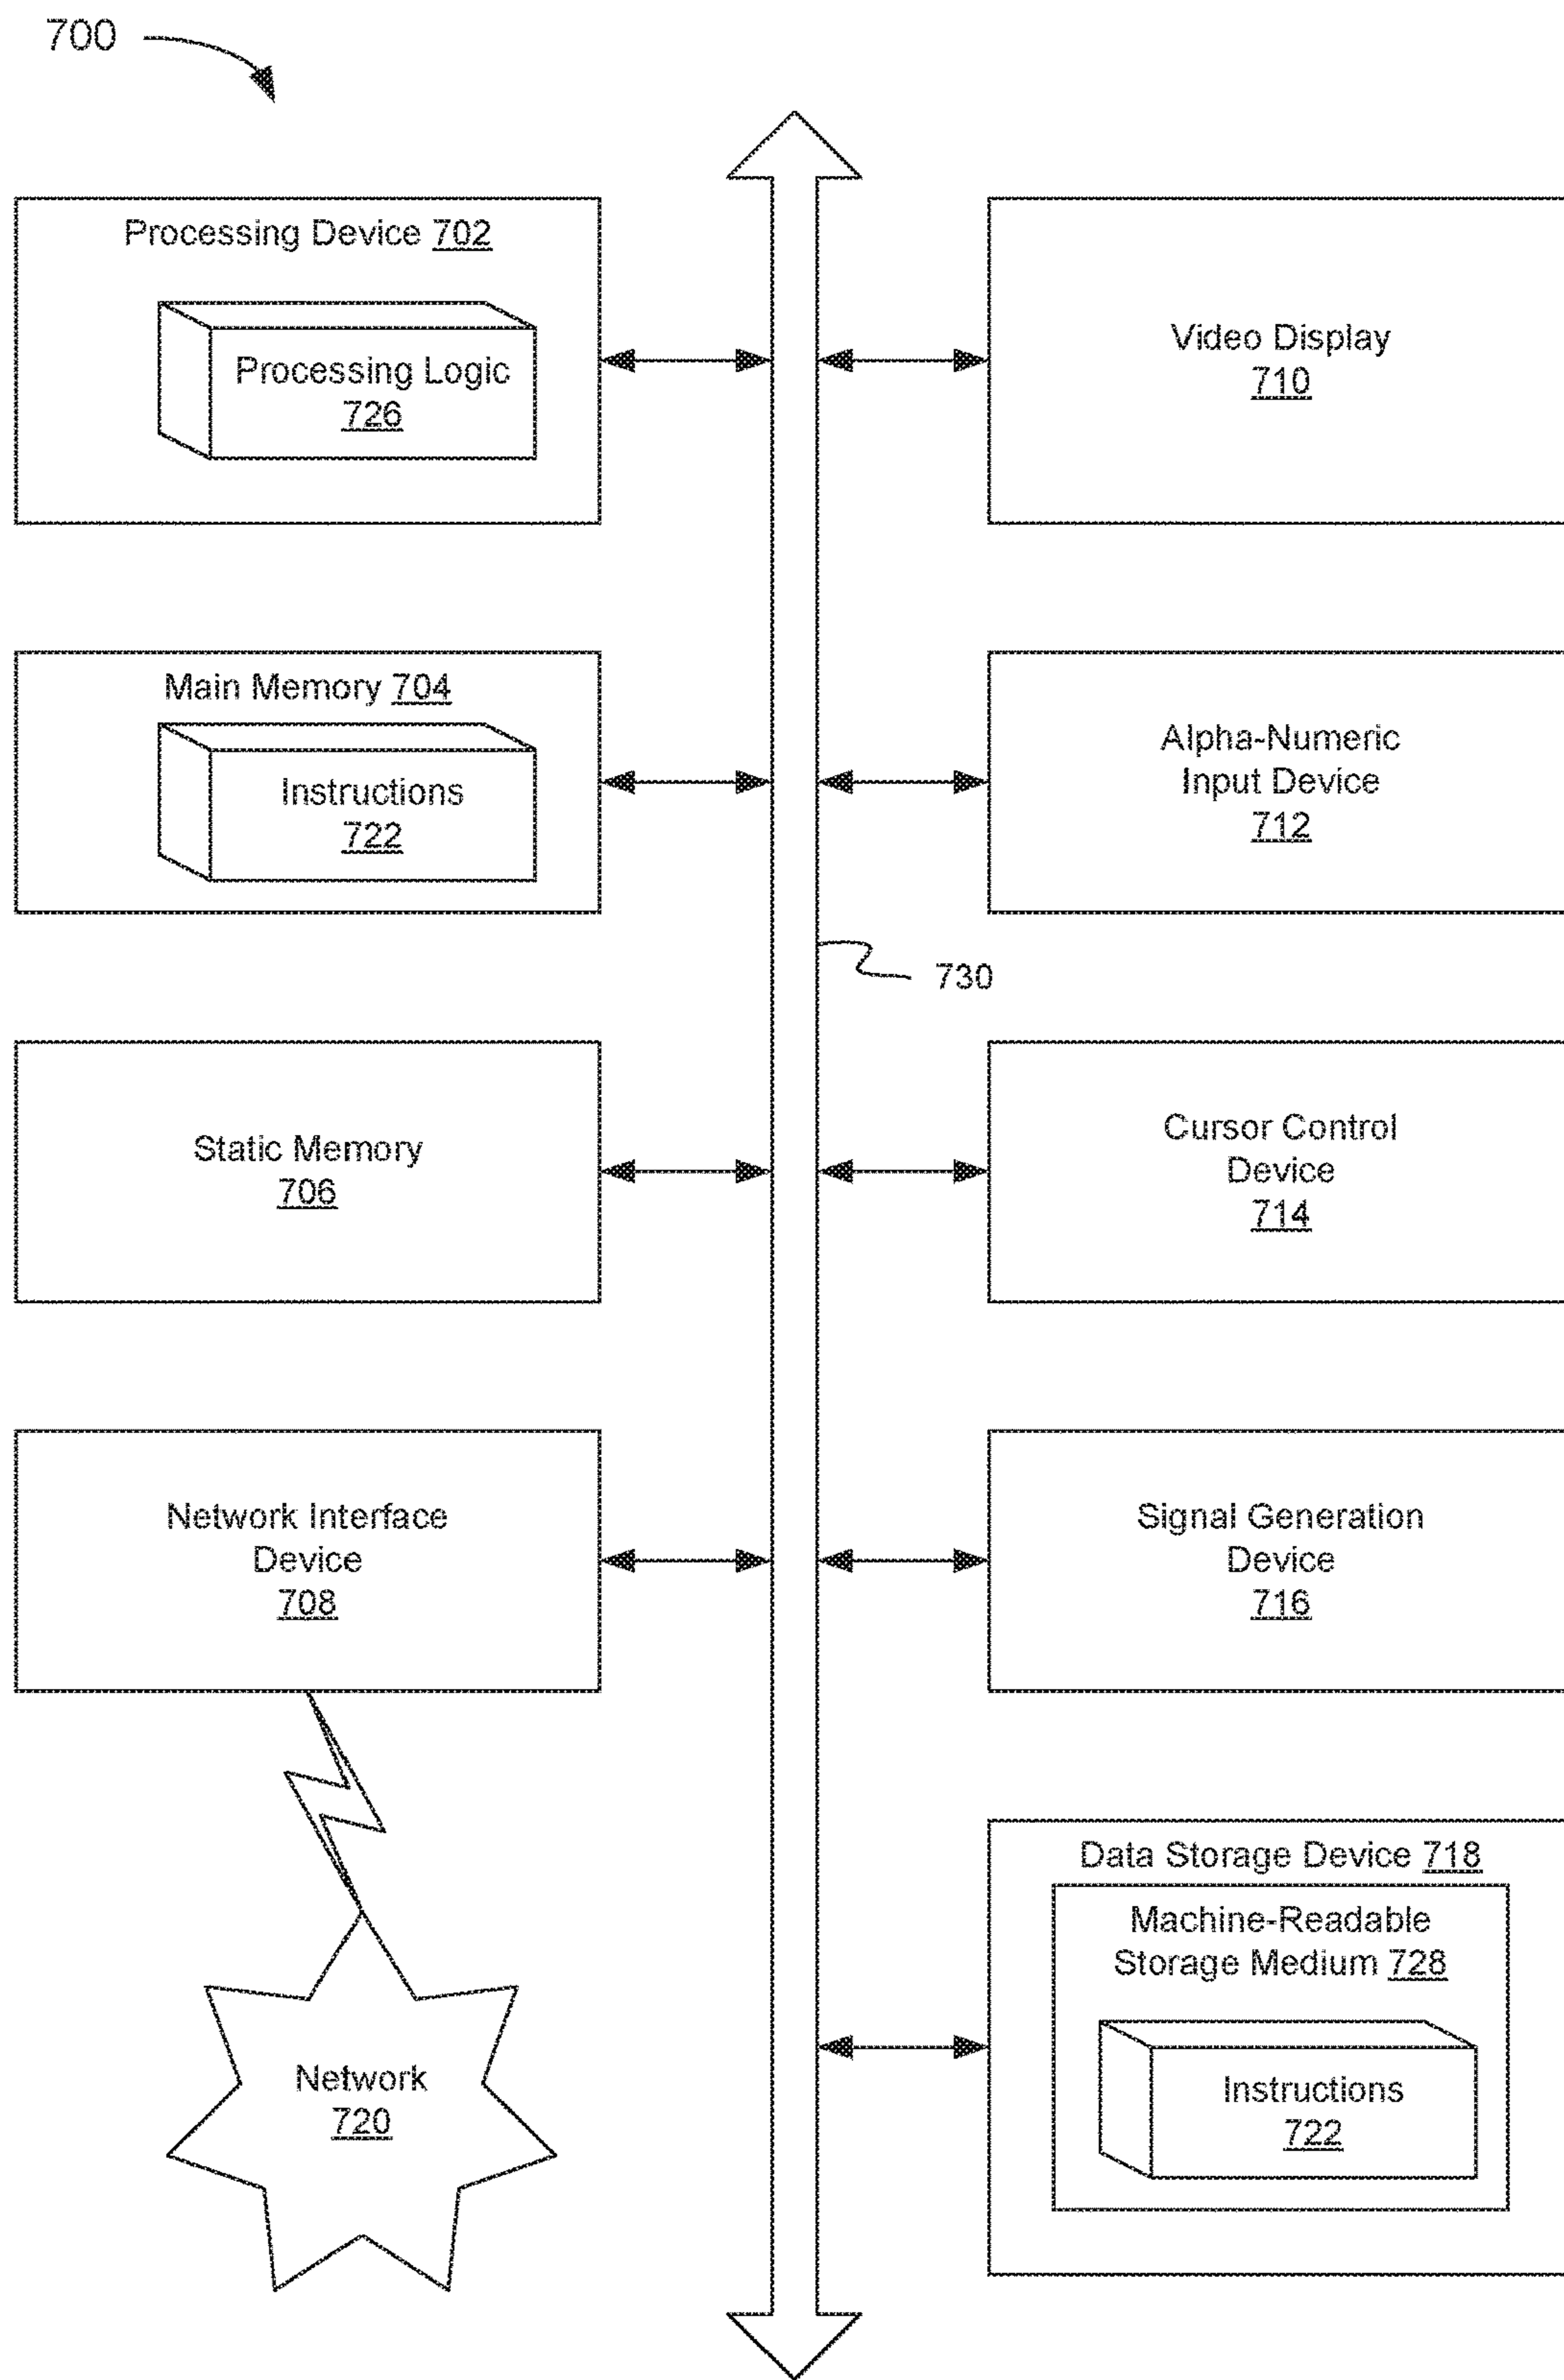 700
Processing Device 702
Processing Logic
726
Video Display
710
Main Memory 704
Instructions
722
Alpha-Numeric
Input Device
712
730
Static Memory
706
Cursor Control
Device
714
Network Interface
Device
708
Signal Generation
Device
716
Data Storage Device 718
Machine-Readable
Storage Medium 728
Instructions
722
Network
720